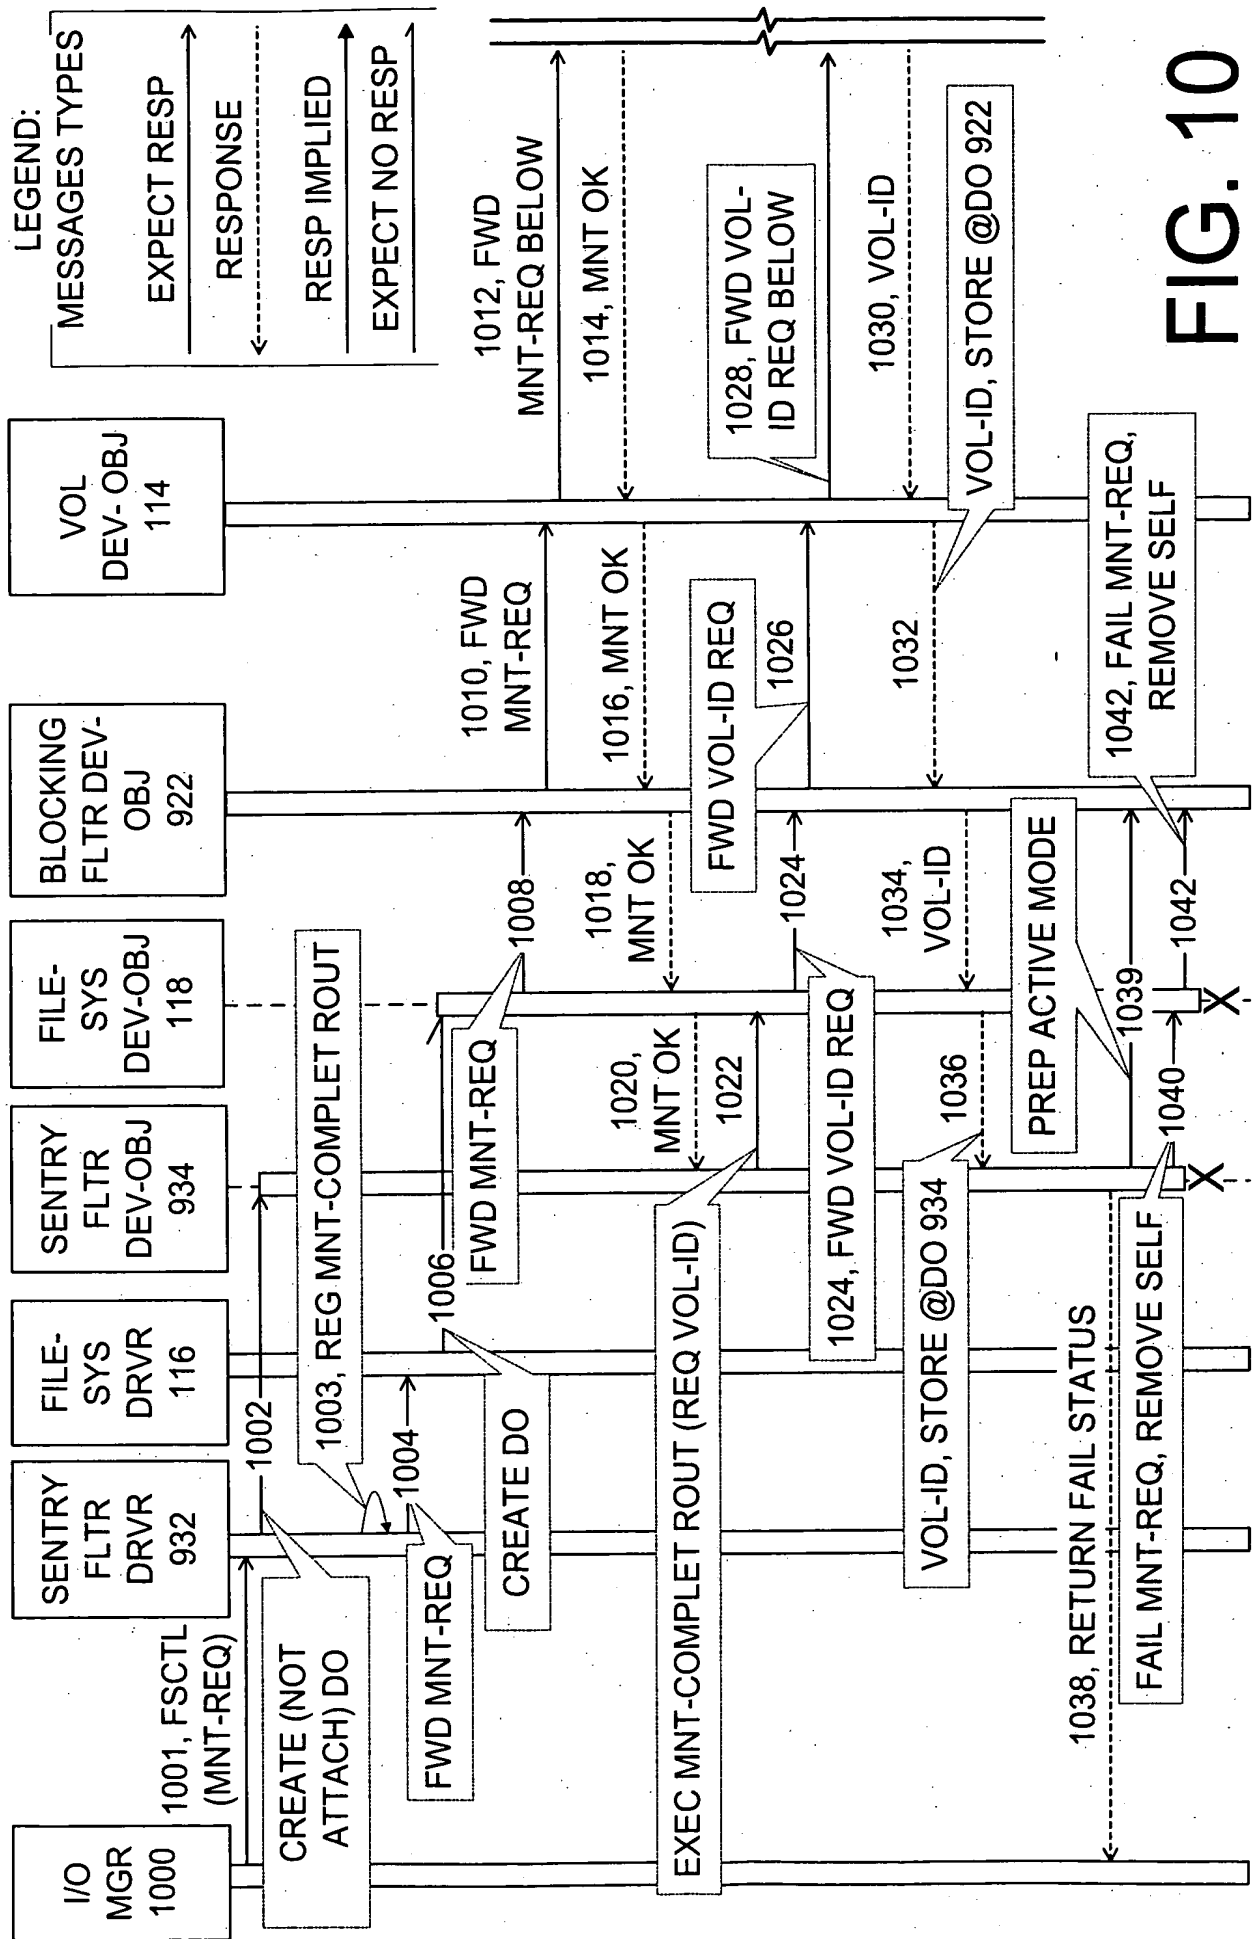 LEGEND:
MESSAGES TYPES
EXPECT RESP
RESPONSE
RESP IMPLIED
EXPECT NO RESP
I/O
MGR
1000
SENTRY
FLTR
DRVR
932
FILE-
SYS
DRVR
116
SENTRY
FLTR
DEV-OBJ
934
FILE-
SYS
DEV-OBJ
118
BLOCKING
FLTR DEV-
OBJ
922
VOL
DEV- OBJ
114
1001, FSCTL
(MNT-REQ)
1002
CREATE (NOT
ATTACH) DO
1003, REG MNT-COMPLET ROUT
1004
FWD MNT-REQ
1006
CREATE DO
1008
FWD MNT-REQ
1010, FWD
MNT-REQ
1012, FWD
MNT-REQ BELOW
1014, MNT OK
1016, MNT OK
1018,
MNT OK
1020,
MNT OK
1022
EXEC MNT-COMPLET ROUT (REQ VOL-ID)
1024
1024, FWD VOL-ID REQ
FWD VOL-ID REQ
1026
1028, FWD VOL-
ID REQ BELOW
1030, VOL-ID
1032
VOL-ID, STORE @DO 922
1034,
VOL-ID
1036
VOL-ID, STORE @DO 934
1038, RETURN FAIL STATUS
PREP ACTIVE MODE
1039
1040
FAIL MNT-REQ, REMOVE SELF
1042
1042, FAIL MNT-REQ,
REMOVE SELF
X
X
FIG. 10